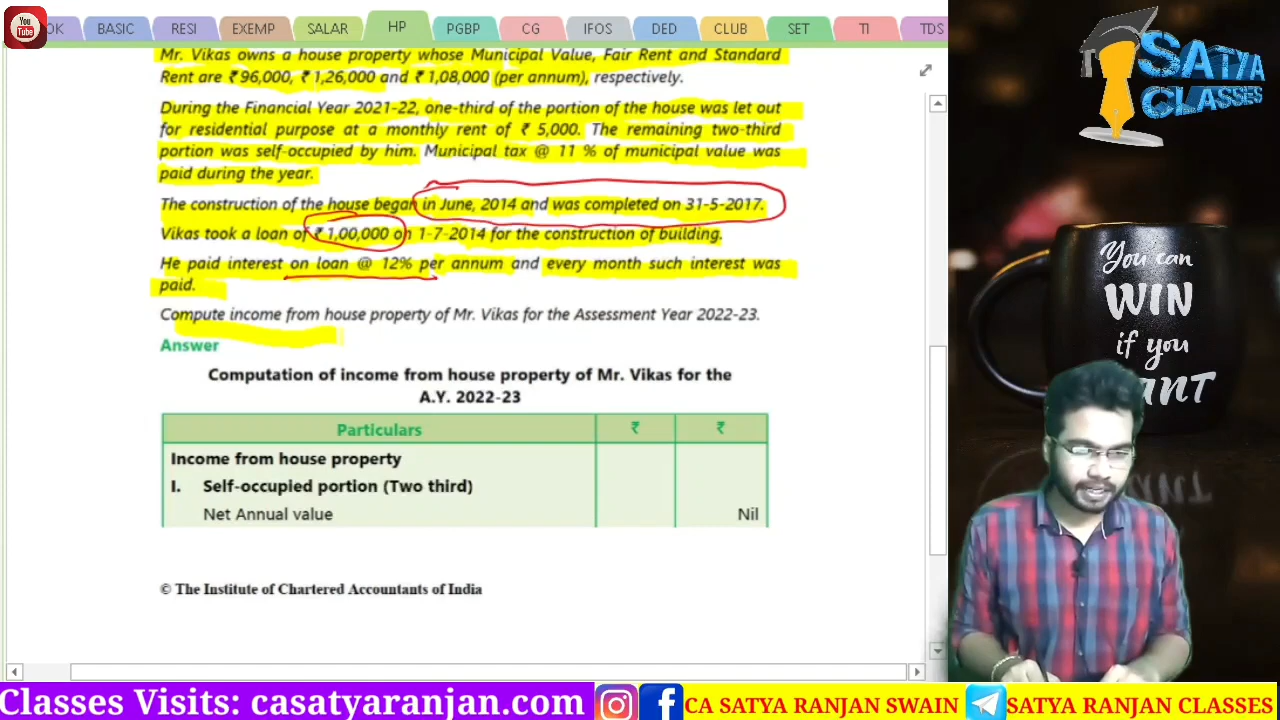 You
Tube
OK BASIC RESI EXEMP SALAR HP PGBP CG IFOS DED CLUB SET TI TDS
Mr. Vikas owns a house property whose Municipal Value, Fair Rent and Standard
Rent are ₹ 96,000, ₹ 1,26,000 and ₹ 1,08,000 (per annum), respectively.
During the Financial Year 2021-22, one-third of the portion of the house was let out
for residential purpose at a monthly rent of ₹ 5,000. The remaining two-third
portion was self-occupied by him. Municipal tax @ 11 % of municipal value was
paid during the year.
The construction of the house began in June, 2014 and was completed on 31-5-2017.
Vikas took a loan of ₹ 1,00,000 on 1-7-2014 for the construction of building.
He paid interest on loan @ 12% per annum and every month such interest was
paid.
Compute income from house property of Mr. Vikas for the Assessment Year 2022-23.
Answer
Computation of income from house property of Mr. Vikas for the
A.Y. 2022-23
Particulars ₹ ₹
Income from house property
I. Self-occupied portion (Two third)
Net Annual value Nil
© The Institute of Chartered Accountants of India
SATYA
CLASSES
You can
WIN
if you
ANT
Classes Visits: casatyaranjan.com
CA SATYA RANJAN SWAIN
SATYA RANJAN CLASSES